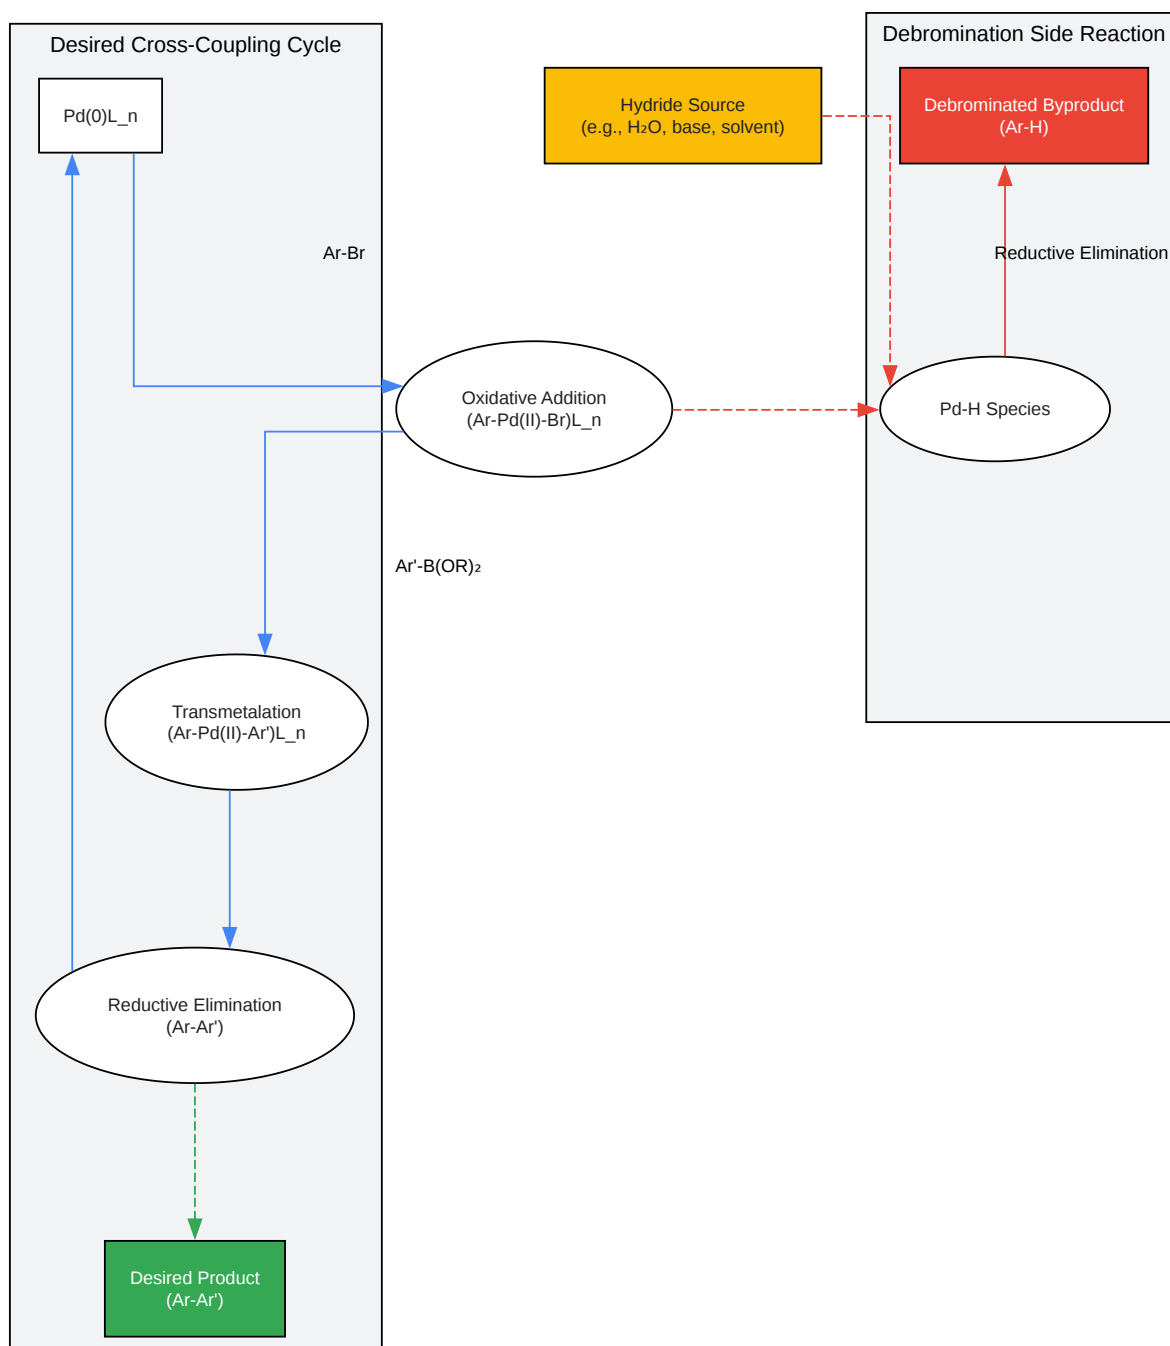 Desired Cross-Coupling Cycle
Debromination Side Reaction
Pd(0)L_n
Hydride Source
(e.g., H₂O, base, solvent)
Debrominated Byproduct
(Ar-H)
Ar-Br
Reductive Elimination
Oxidative Addition
(Ar-Pd(II)-Br)L_n
Pd-H Species
Ar'-B(OR)₂
Transmetalation
(Ar-Pd(II)-Ar')L_n
Reductive Elimination
(Ar-Ar')
Desired Product
(Ar-Ar')